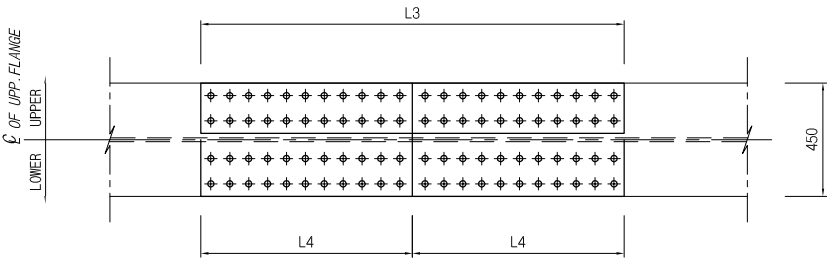 L3
℄ OF UPP.FLANGE
UPPER
LOWER
450
L4
L4